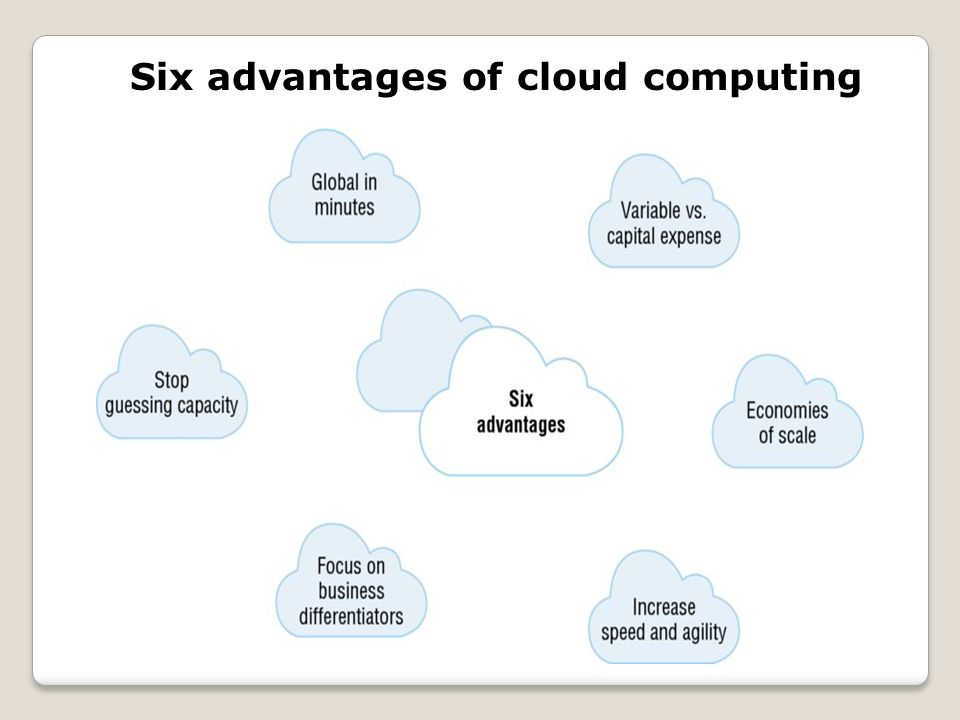 Six advantages of cloud computing
Global in
minutes
Variable vs.
capital expense
Stop
guessing capacity
Six
advantages
Economies
of scale
Focus on
business
differentiators
Increase
speed and agility